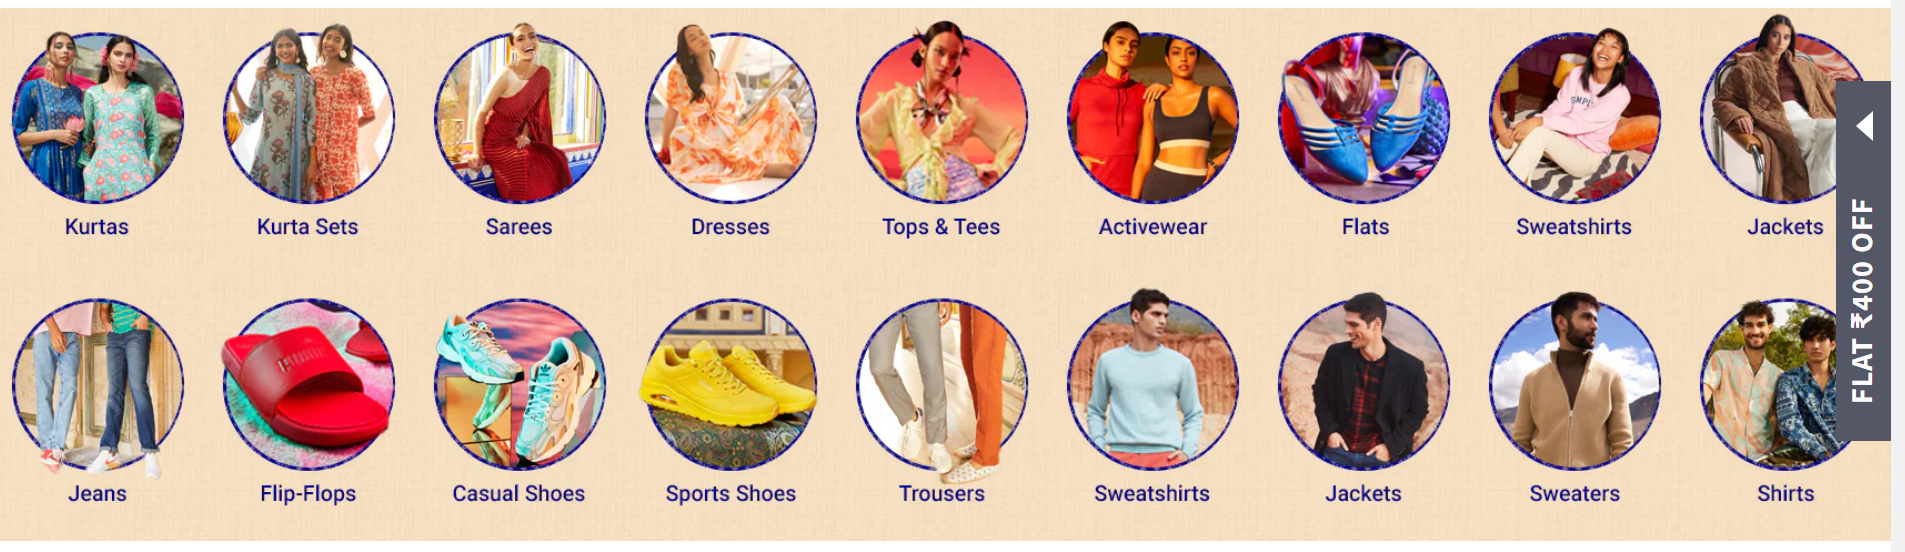 Kurtas
Kurta Sets
Sarees
Dresses
Tops & Tees
Activewear
Flats
Sweatshirts
Jackets
FLAT ₹400 OFF
Jeans
Flip-Flops
Casual Shoes
Sports Shoes
Trousers
Sweatshirts
Jackets
Sweaters
Shirts